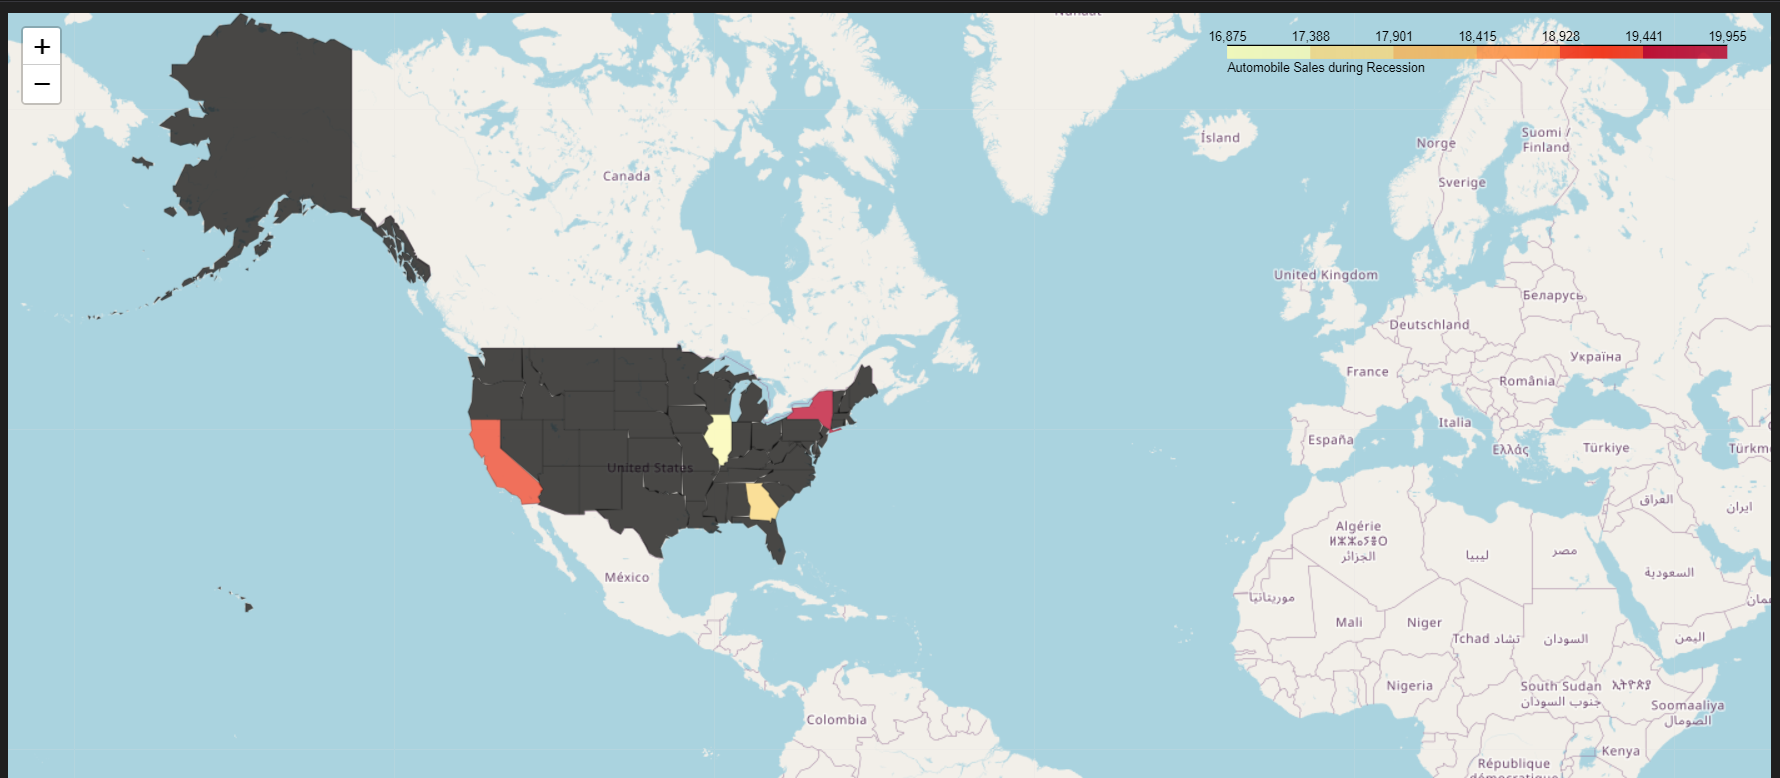 +
−
16,875 17,388 17,901 18,415 18,928 19,441 19,955
Automobile Sales during Recession
Nunaat
Ísland
Norge
Suomi /
Finland
Sverige
Canada
United Kingdom
Беларусь
Deutschland
Україна
France
România
Italia
España
Ελλάς
Türkiye
Türkm
United States
العراق
ایران
Algérie
ⵍⵣⵣⴰⵢⴻⵔ
الجزائر
ليبيا
مصر
السعودية
México
موريتانيا
عمان
Mali
Niger
Tchad تشاد
السودان
اليمن
Nigeria
South Sudan
جنوب السودان
ኢትዮጵያ
Soomaaliya
الصومال
Colombia
Kenya
République
démocratique